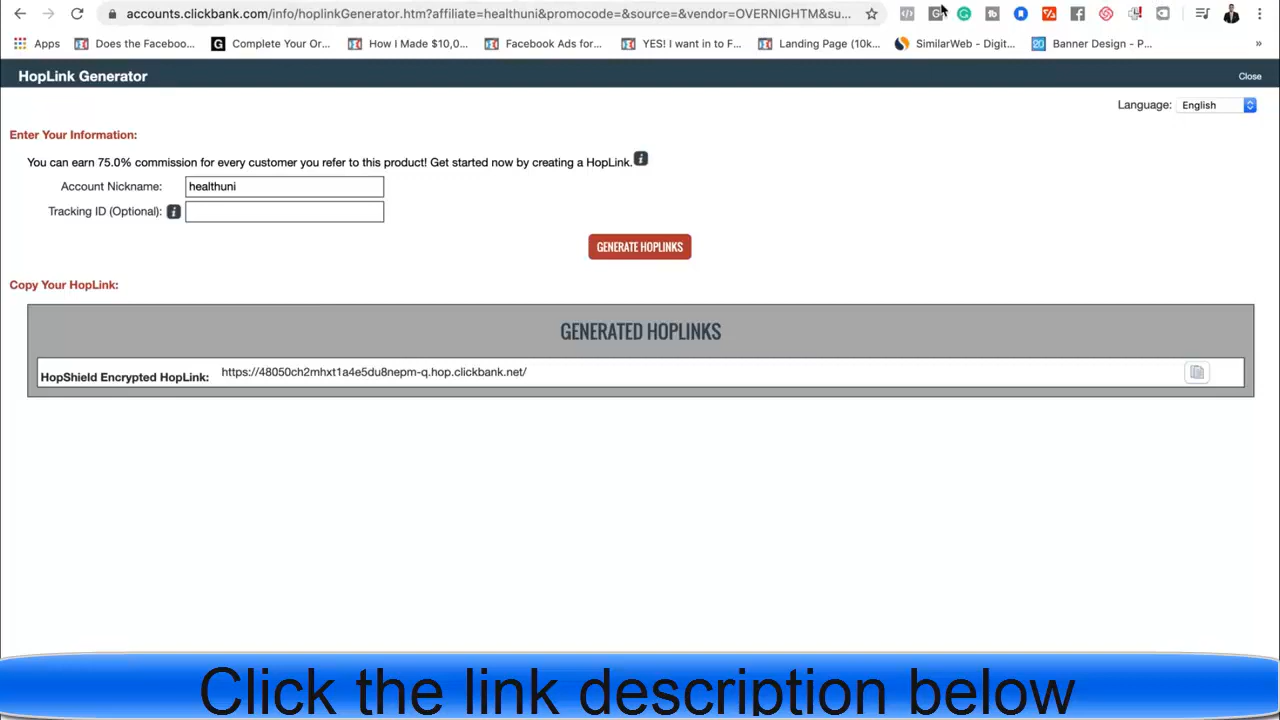 accounts.clickbank.com/info/hoplinkGenerator.htm?affiliate=healthuni&promocode=&source=&vendor=OVERNIGHTM&su...
Apps Does the Faceboo... Complete Your Or... How I Made $10,0... Facebook Ads for... YES! I want in to F... Landing Page (10k... SimilarWeb - Digit... Banner Design - P... »
HopLink Generator Close
Language: English
Enter Your Information:
You can earn 75.0% commission for every customer you refer to this product! Get started now by creating a HopLink.
Account Nickname: healthuni
Tracking ID (Optional):
GENERATE HOPLINKS
Copy Your HopLink:
GENERATED HOPLINKS
HopShield Encrypted HopLink: https://48050ch2mhxt1a4e5du8nepm-q.hop.clickbank.net/
Click the link description below